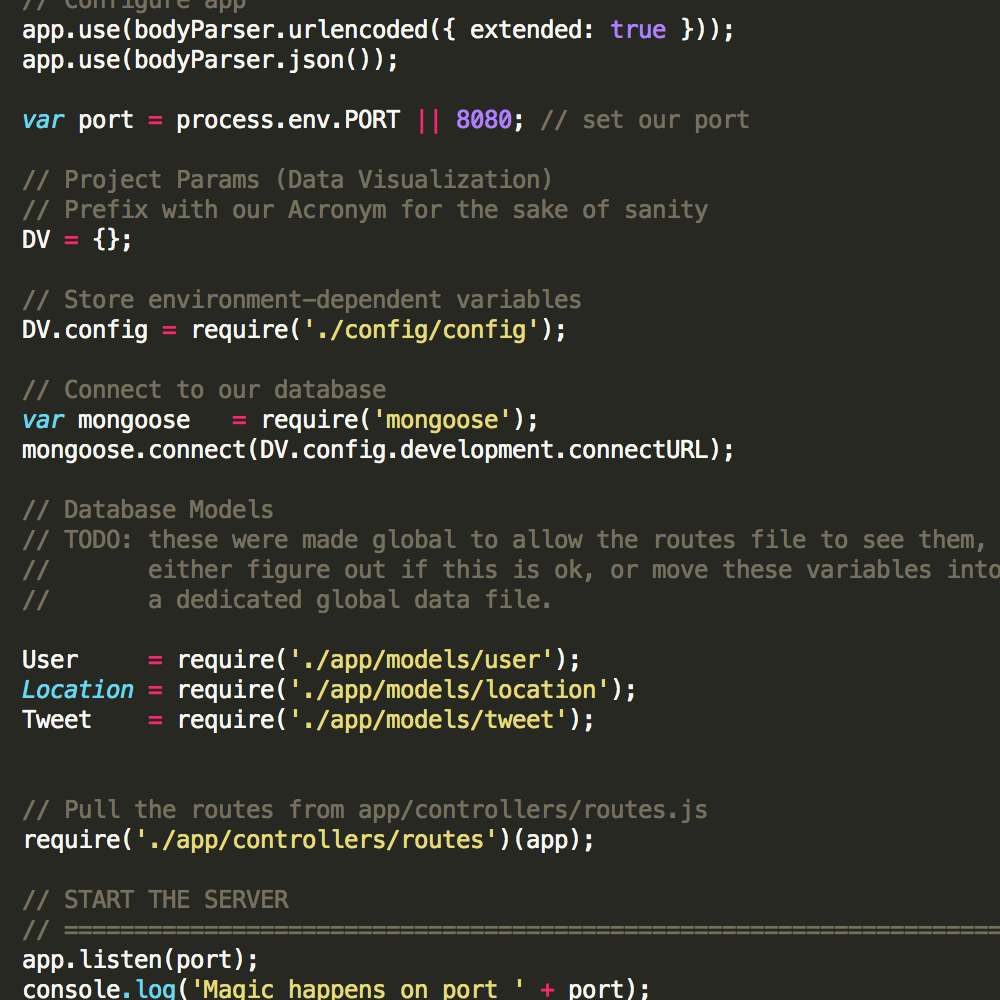 // Configure app
app.use(bodyParser.urlencoded({ extended: true }));
app.use(bodyParser.json());
var port = process.env.PORT || 8080; // set our port
// Project Params (Data Visualization)
// Prefix with our Acronym for the sake of sanity
DV = {};
// Store environment-dependent variables
DV.config = require('./config/config');
// Connect to our database
var mongoose   = require('mongoose');
mongoose.connect(DV.config.development.connectURL);
// Database Models
// TODO: these were made global to allow the routes file to see them,
//       either figure out if this is ok, or move these variables into
//       a dedicated global data file.
User     = require('./app/models/user');
Location = require('./app/models/location');
Tweet    = require('./app/models/tweet');
// Pull the routes from app/controllers/routes.js
require('./app/controllers/routes')(app);
// START THE SERVER
// ===================================================================
app.listen(port);
console.log('Magic happens on port ' + port);